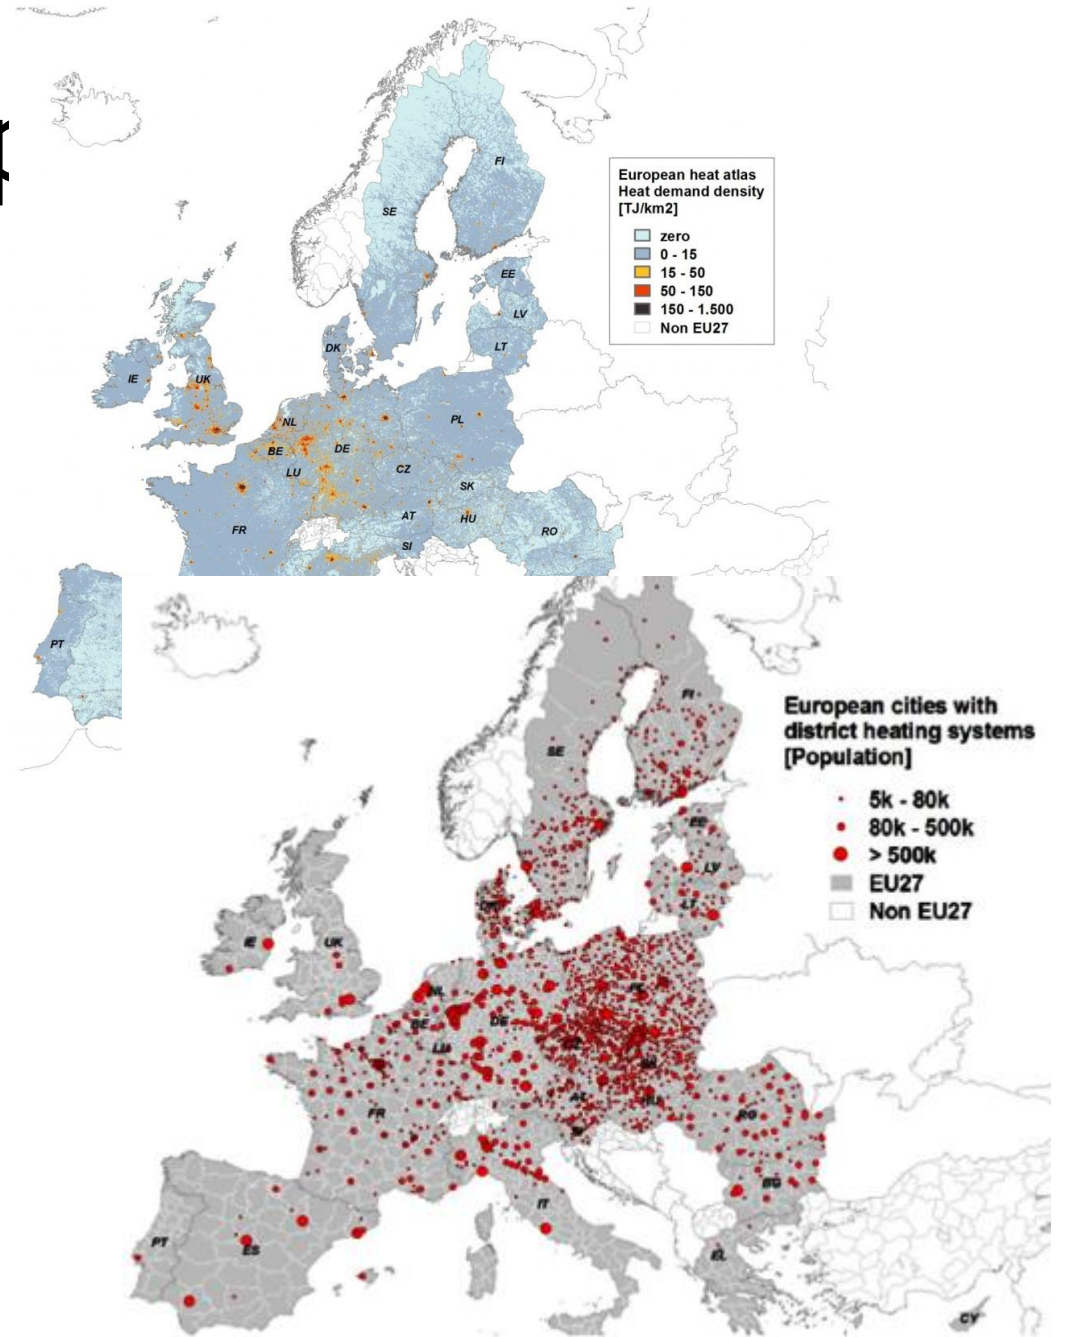 European heat atlas
Heat demand density
[TJ/km2]
zero
0 - 15
15 - 50
50 - 150
150 - 1.500
Non EU27
FI
SE
EE
LV
LT
DK
IE
UK
NL
PL
BE
DE
LU
CZ
SK
AT
HU
FR
RO
SI
PT
European cities with
district heating systems
[Population]
5k - 80k
80k - 500k
> 500k
EU27
Non EU27
FI
SE
EE
LV
LT
IE
UK
NL
BE
DE
LU
FR
RO
BG
IT
PT
ES
EL
CY